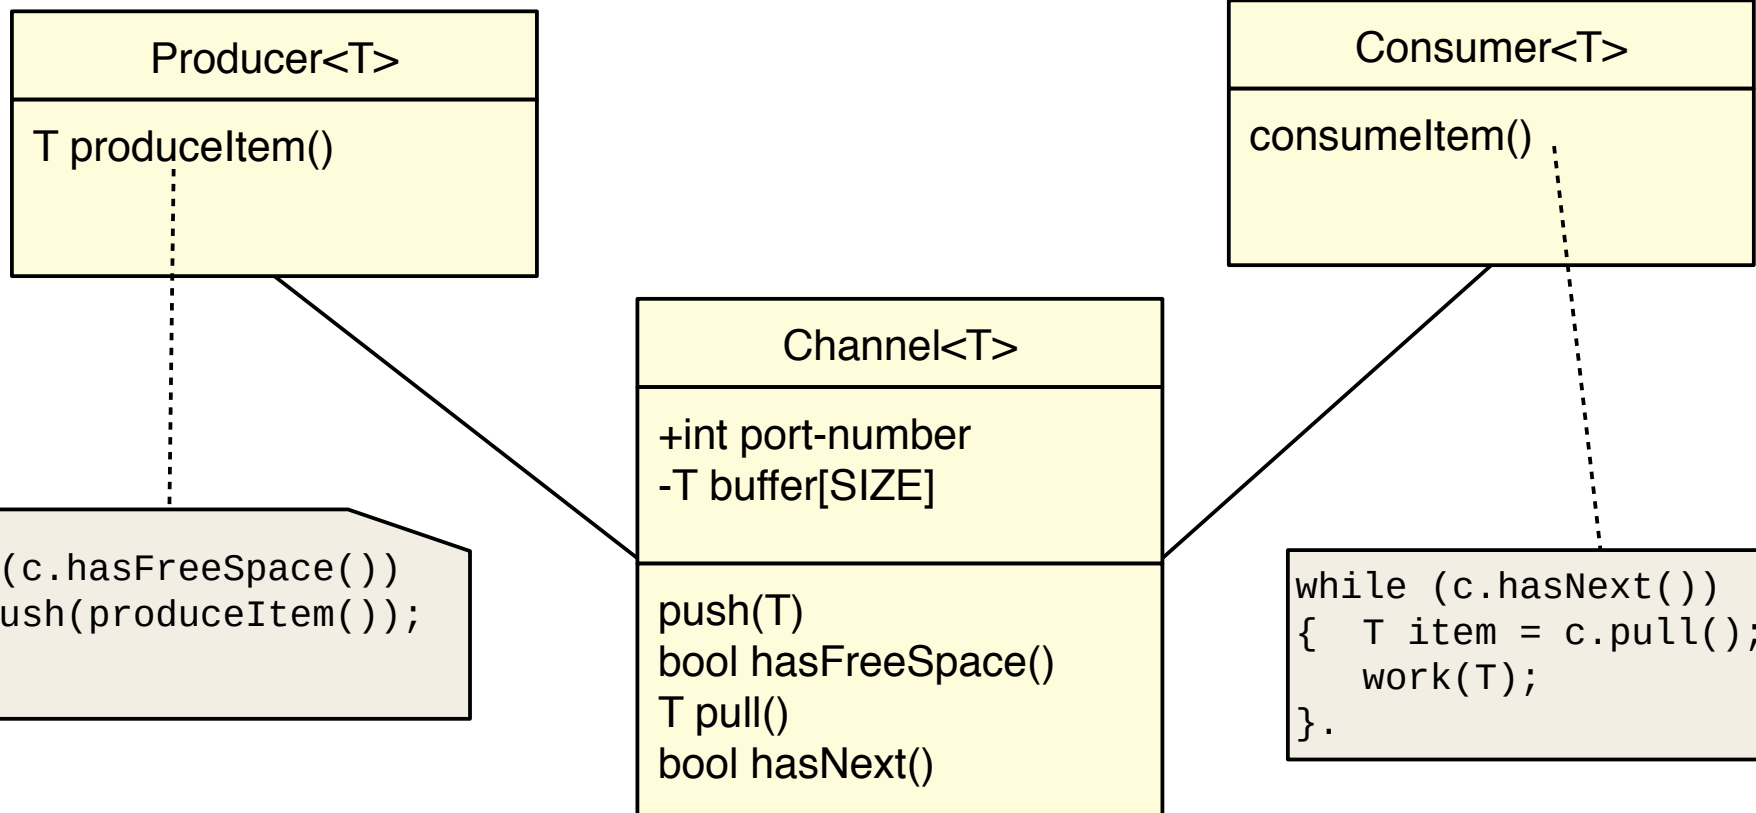 Producer<T>
T produceItem()
Consumer<T>
consumeItem()
Channel<T>
+int port-number
-T buffer[SIZE]
push(T)
bool hasFreeSpace()
T pull()
bool hasNext()
(c.hasFreeSpace())
ush(produceItem());
while (c.hasNext())
{  T item = c.pull();
   work(T);
}.